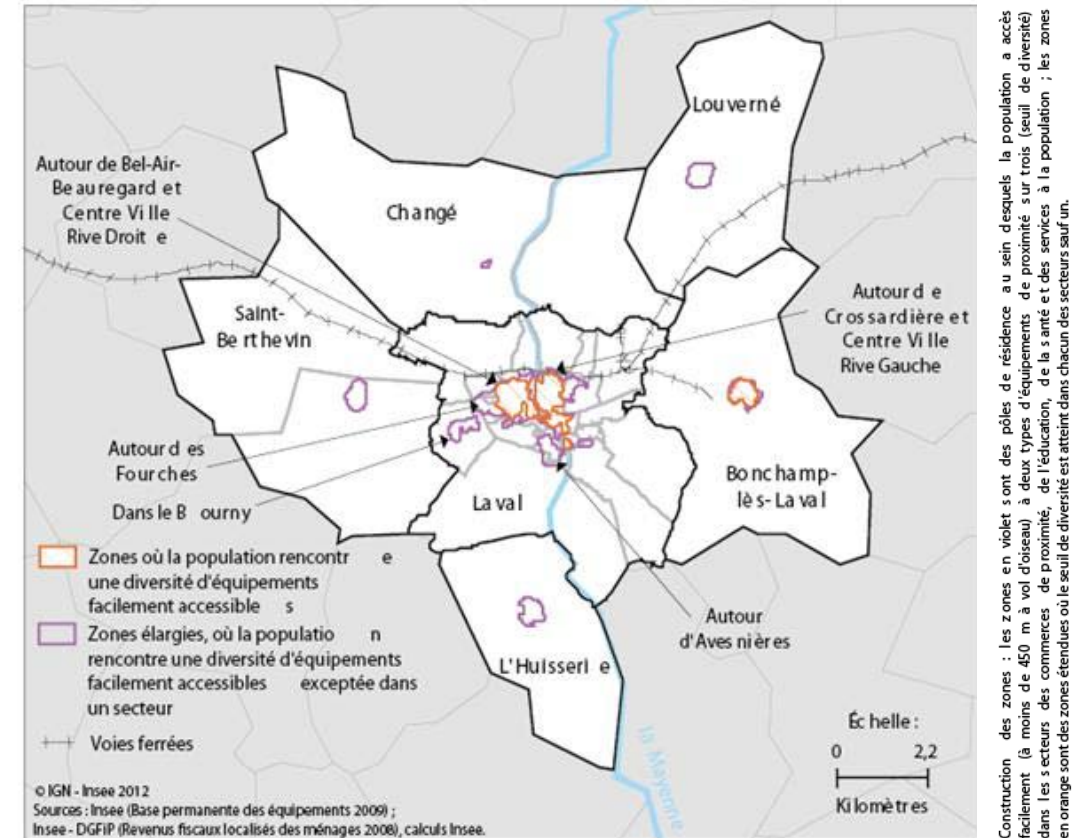 Louverné
Autour de Bel-Air-
Beauregard et
Centre Ville
Rive Droite
Changé
Saint-
Berthevin
Autour de
Crossardière et
Centre Ville
Rive Gauche
Autour des
Fourches
Dans le Bourny
Laval
Bonchamp-
lès-Laval
Autour
d'Avesnières
L'Huisserie
la Mayenne
Zones où la population rencontre
une diversité d'équipements
facilement accessibles
Zones élargies, où la population
rencontre une diversité d'équipements
facilement accessibles exceptée dans
un secteur
Voies ferrées
Échelle :
0 2,2
Kilomètres
© IGN - Insee 2012
Sources : Insee (Base permanente des équipements 2009) ;
Insee - DGFiP (Revenus fiscaux localisés des ménages 2008), calculs Insee.
Construction des zones : les zones en violet sont des pôles de résidence au sein desquels la population a accès
facilement (à moins de 450 m à vol d'oiseau) à deux types d'équipements de proximité sur trois (seuil de diversité)
dans les secteurs des commerces de proximité, de l'éducation, de la santé et des services à la population ; les zones
en orange sont des zones étendues où le seuil de diversité est atteint dans chacun des secteurs sauf un.